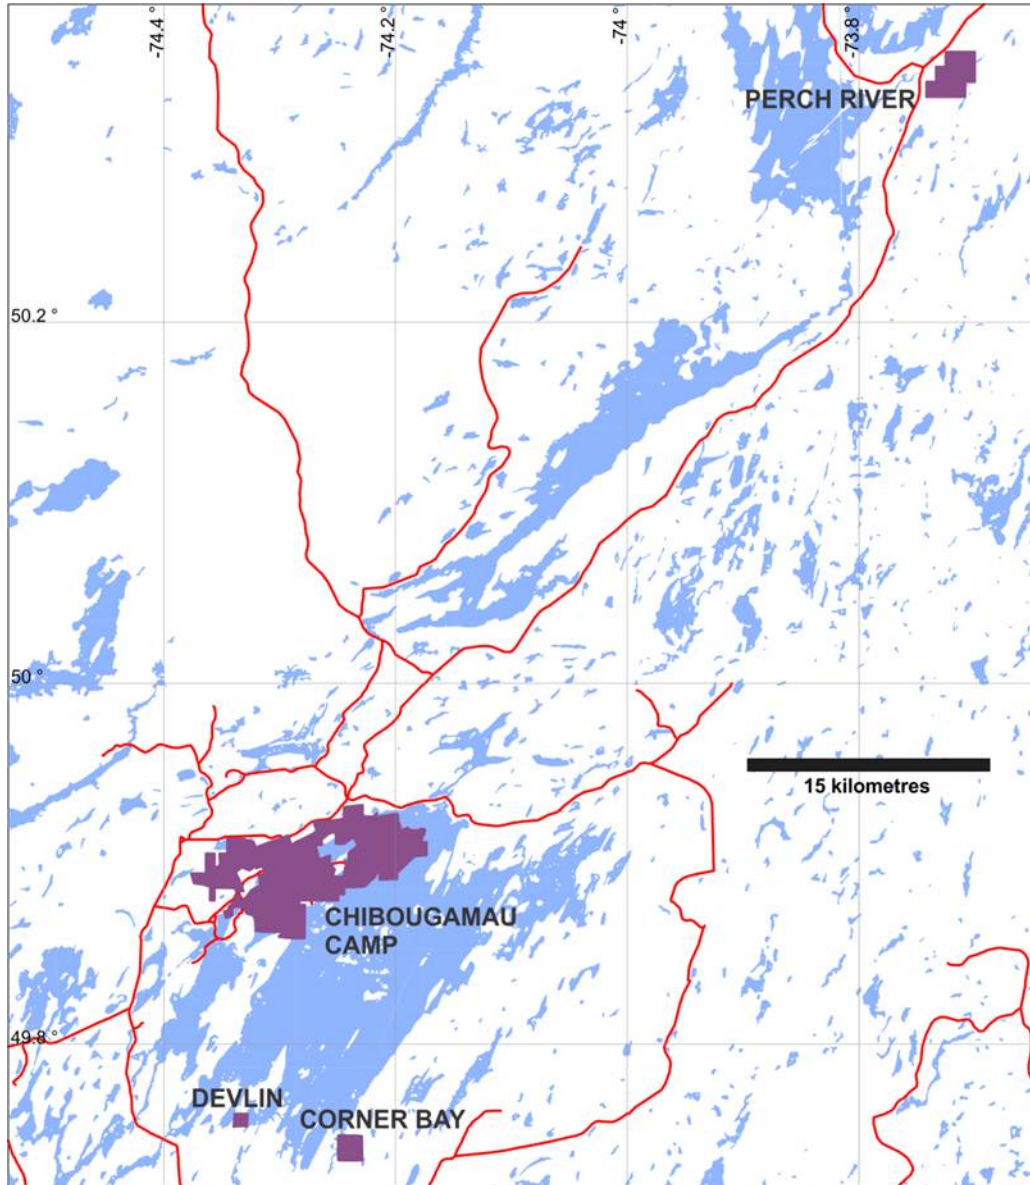 -74.4 °
-74.2 °
-74 °
-73.8 °
PERCH RIVER
50.2 °
50 °
15 kilometres
CHIBOUGAMAU
CAMP
49.8 °
DEVLIN
CORNER BAY